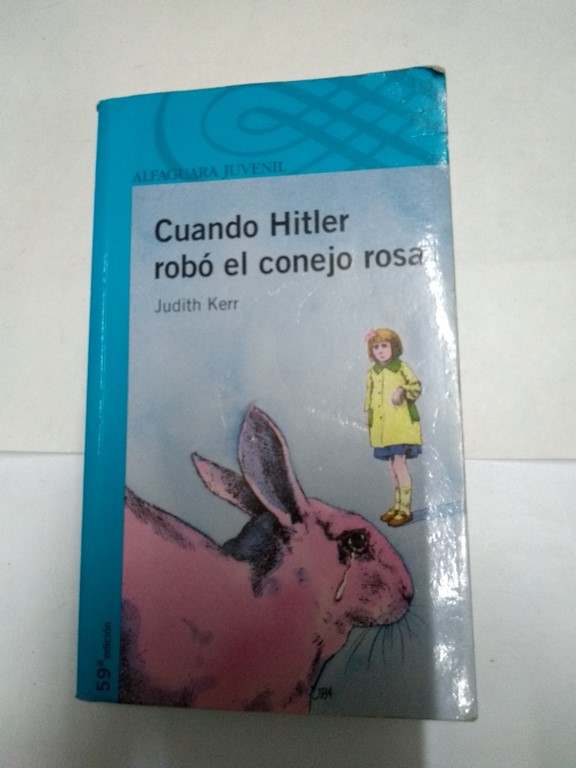 ALFAGUARA JUVENIL
Cuando Hitler
robó el conejo rosa
Judith Kerr
59ª edición